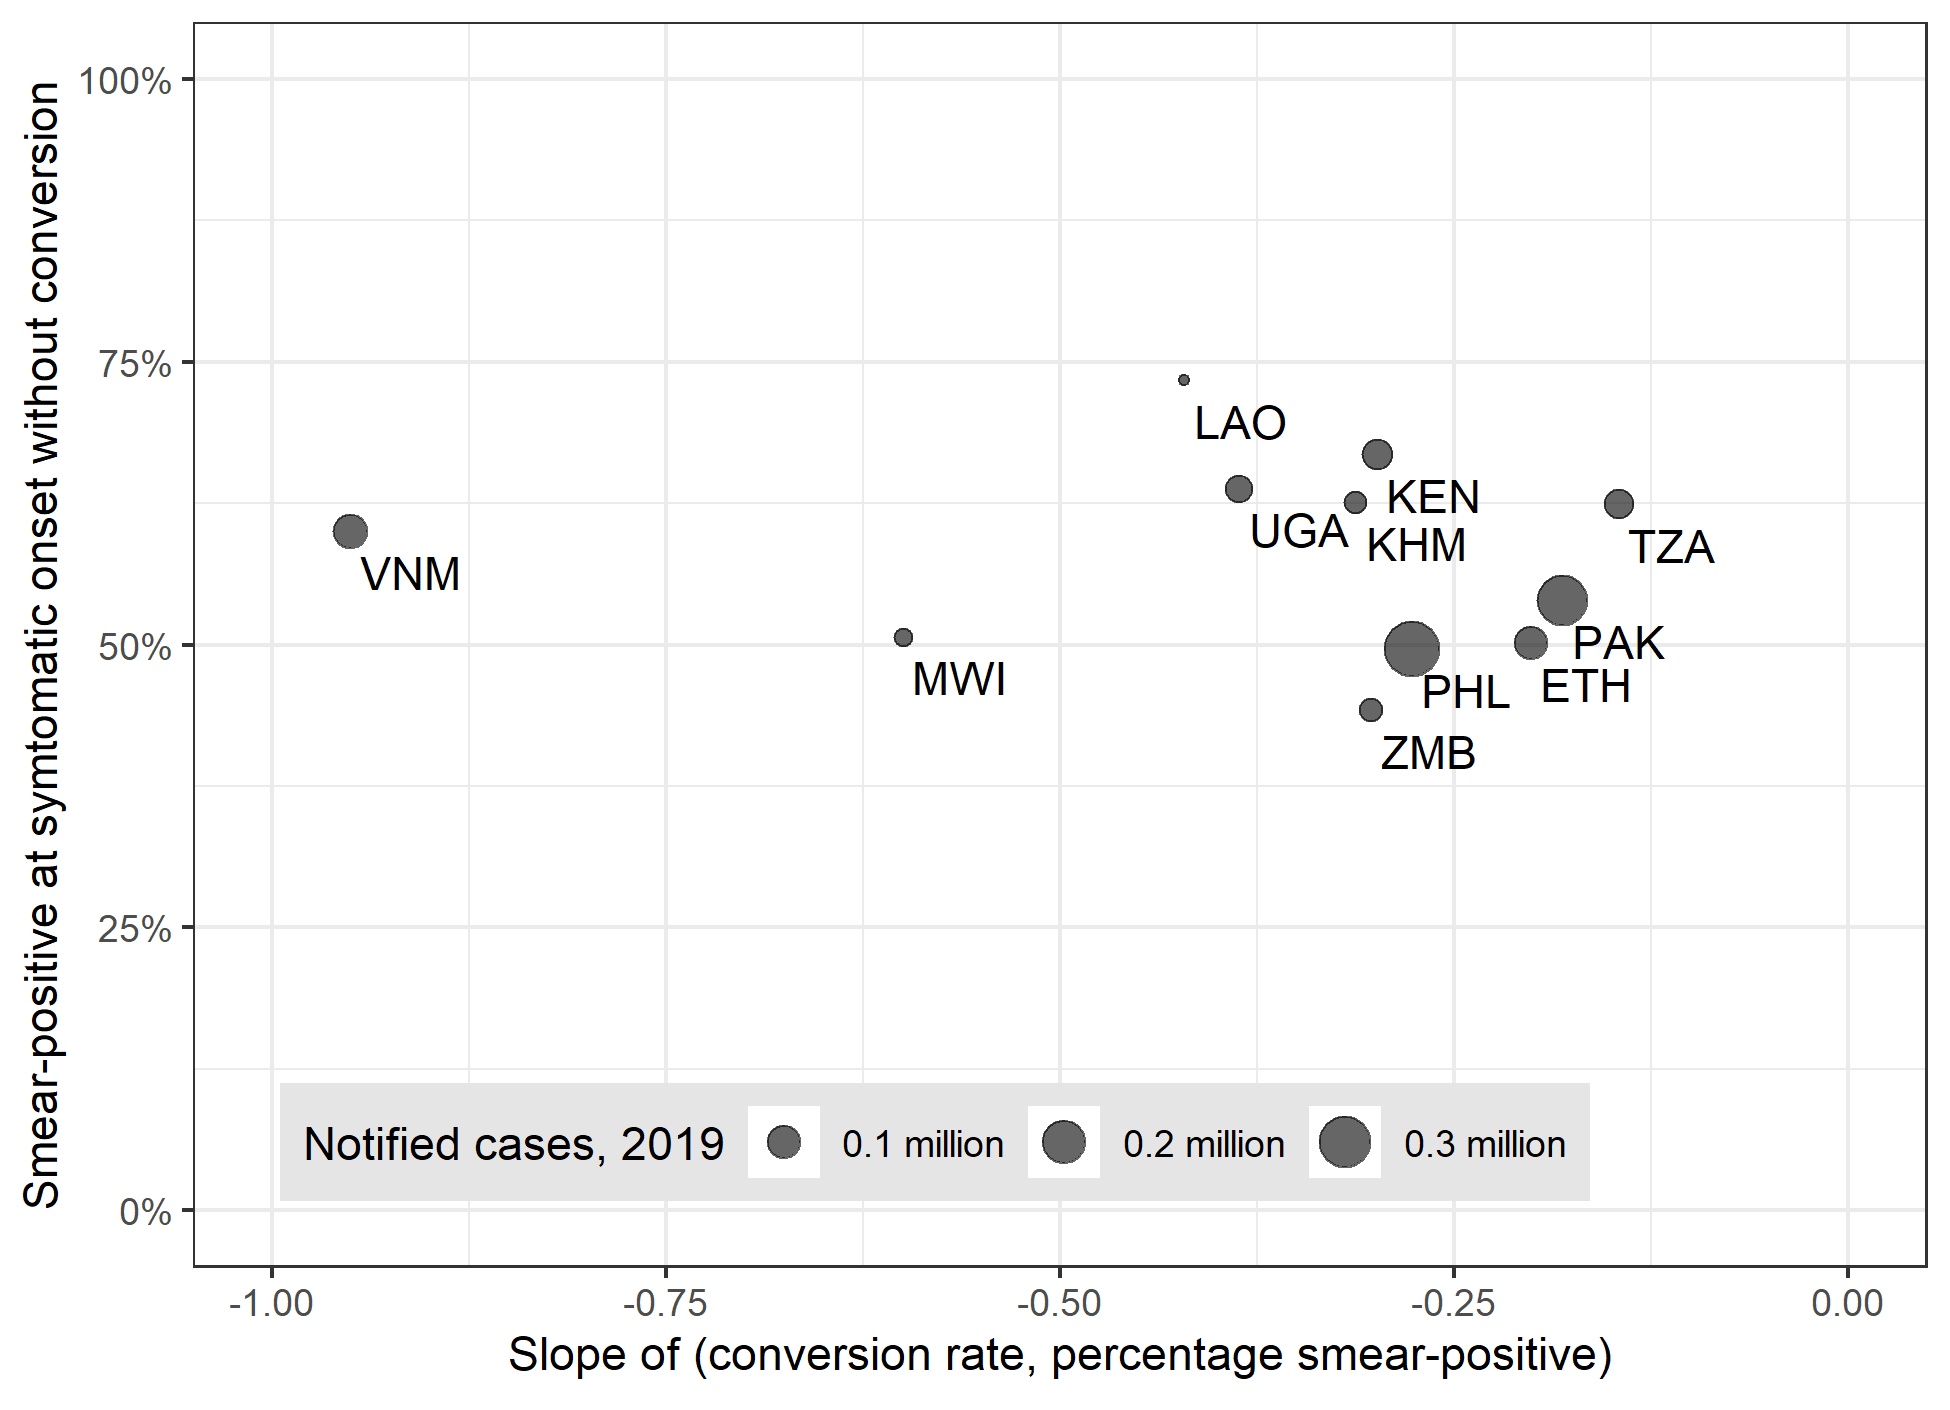 Smear-positive at symtomatic onset without conversion
100%
75%
50%
25%
0%
LAO
KEN
UGA
KHM
TZA
VNM
PAK
MWI
PHL
ETH
ZMB
Notified cases, 2019 0.1 million 0.2 million 0.3 million
-1.00 -0.75 -0.50 -0.25 0.00
Slope of (conversion rate, percentage smear-positive)